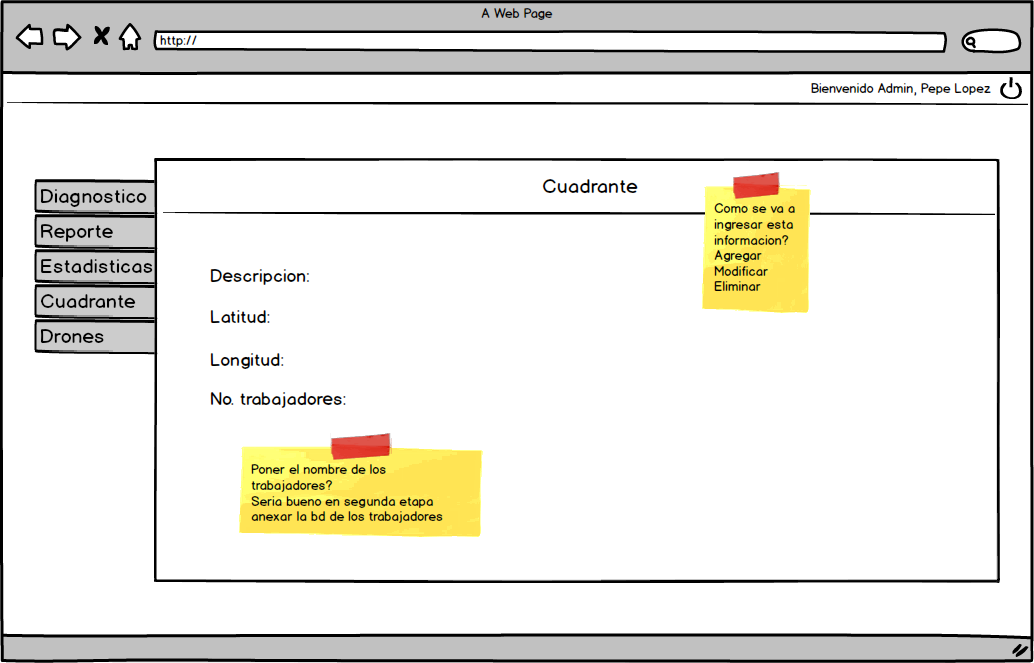 A Web Page
http://
Bienvenido Admin, Pepe Lopez
Cuadrante
Diagnostico
Reporte
Estadisticas
Cuadrante
Drones
Como se va a
ingresar esta
informacion?
Agregar
Modificar
Eliminar
Descripcion:
Latitud:
Longitud:
No. trabajadores:
Poner el nombre de los
trabajadores?
Seria bueno en segunda etapa
anexar la bd de los trabajadores